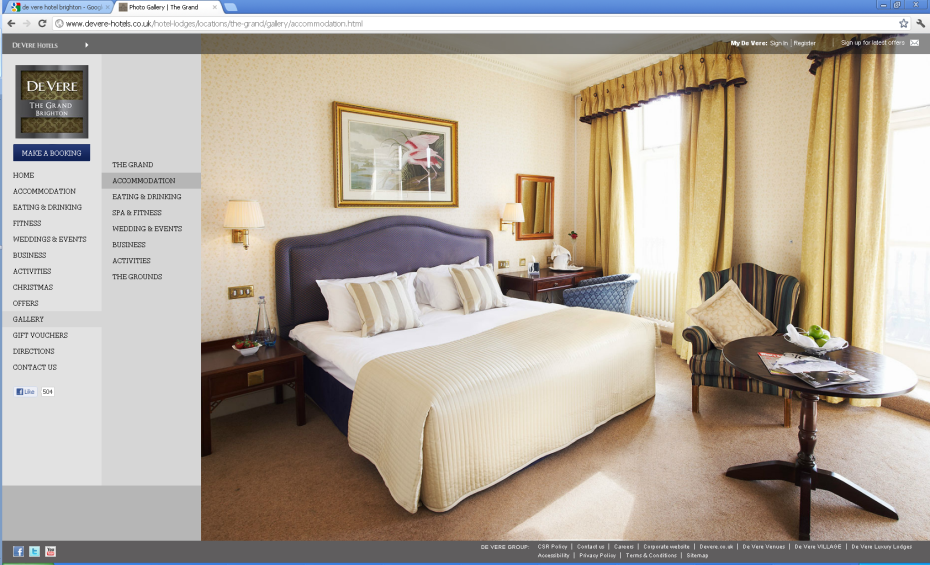 de vere hotel brighton - Googl
Photo Gallery | The Grand
www.devere-hotels.co.uk/hotel-lodges/locations/the-grand/gallery/accommodation.html
DE VERE HOTELS
My De Vere: Sign In | Register
Sign up for latest offers
DE VERE
THE GRAND
BRIGHTON
MAKE A BOOKING
HOME
ACCOMMODATION
EATING & DRINKING
FITNESS
WEDDINGS & EVENTS
BUSINESS
ACTIVITIES
CHRISTMAS
OFFERS
GALLERY
GIFT VOUCHERS
DIRECTIONS
CONTACT US
Like 504
THE GRAND
ACCOMMODATION
EATING & DRINKING
SPA & FITNESS
WEDDING & EVENTS
BUSINESS
ACTIVITIES
THE GROUNDS
DE VERE GROUP: CSR Policy | Contact us | Careers | Corporate website | Devere.co.uk | De Vere Venues | De Vere VILLAGE | De Vere Luxury Lodges
Accessibility | Privacy Policy | Terms & Conditions | Sitemap